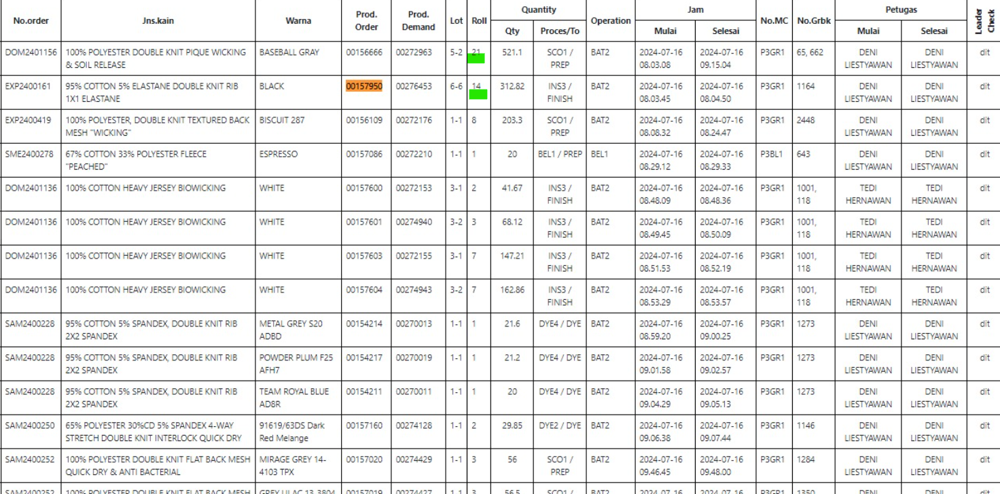 No.order Jns.kain Warna Prod. Order Prod. Demand Lot Roll Quantity Operation Jam No.MC No.Grbk Petugas Leader Check
Qty Proces/To Mulai Selesai Mulai Selesai
DOM2401156 100% POLYESTER DOUBLE KNIT PIQUE WICKING BASEBALL GRAY 00156666 00272963 5-2 21 521.1 SCO1 / BAT2 2024-07-16 2024-07-16 P3GR1 65, 662 DENI DENI dit
& SOIL RELEASE PREP 08.03.08 09.15.04 LIESTYAWAN LIESTYAWAN
EXP2400161 95% COTTON 5% ELASTANE DOUBLE KNIT RIB BLACK 00157950 00276453 6-6 14 312.82 INS3 / BAT2 2024-07-16 2024-07-16 P3GR1 1164 DENI DENI dit
1X1 ELASTANE FINISH 08.03.45 08.04.50 LIESTYAWAN LIESTYAWAN
EXP2400419 100% POLYESTER, DOUBLE KNIT TEXTURED BACK BISCUIT 287 00156109 00272176 1-1 8 203.3 SCO1 / BAT2 2024-07-16 2024-07-16 P3GR1 2448 DENI DENI dit
MESH "WICKING" PREP 08.08.32 08.24.47 LIESTYAWAN LIESTYAWAN
SME2400278 67% COTTON 33% POLYESTER FLEECE ESPRESSO 00157086 00272210 1-1 1 20 BEL1 / PREP BEL1 2024-07-16 2024-07-16 P3BL1 643 DENI DENI dit
"PEACHED" 08.29.12 08.29.33 LIESTYAWAN LIESTYAWAN
DOM2401136 100% COTTON HEAVY JERSEY BIOWICKING WHITE 00157600 00272153 3-1 2 41.67 INS3 / BAT2 2024-07-16 2024-07-16 P3GR1 1001, TEDI TEDI dit
FINISH 08.48.09 08.48.36 118 HERNAWAN HERNAWAN
DOM2401136 100% COTTON HEAVY JERSEY BIOWICKING WHITE 00157601 00274940 3-2 3 68.12 INS3 / BAT2 2024-07-16 2024-07-16 P3GR1 1001, TEDI TEDI dit
FINISH 08.49.45 08.50.09 118 HERNAWAN HERNAWAN
DOM2401136 100% COTTON HEAVY JERSEY BIOWICKING WHITE 00157603 00272155 3-1 7 147.21 INS3 / BAT2 2024-07-16 2024-07-16 P3GR1 1001, TEDI TEDI dit
FINISH 08.51.53 08.52.19 118 HERNAWAN HERNAWAN
DOM2401136 100% COTTON HEAVY JERSEY BIOWICKING WHITE 00157604 00274943 3-2 7 162.86 INS3 / BAT2 2024-07-16 2024-07-16 P3GR1 1001, TEDI TEDI dit
FINISH 08.53.29 08.53.57 118 HERNAWAN HERNAWAN
SAM2400228 95% COTTON 5% SPANDEX, DOUBLE KNIT RIB METAL GREY S20 00154214 00270013 1-1 1 21.6 DYE4 / DYE BAT2 2024-07-16 2024-07-16 P3GR1 1273 DENI DENI dit
2X2 SPANDEX ADBD 08.59.20 09.00.25 LIESTYAWAN LIESTYAWAN
SAM2400228 95% COTTON 5% SPANDEX, DOUBLE KNIT RIB POWDER PLUM F25 00154217 00270019 1-1 1 21.2 DYE4 / DYE BAT2 2024-07-16 2024-07-16 P3GR1 1273 DENI DENI dit
2X2 SPANDEX AFH7 09.01.58 09.02.57 LIESTYAWAN LIESTYAWAN
SAM2400228 95% COTTON 5% SPANDEX, DOUBLE KNIT RIB TEAM ROYAL BLUE 00154211 00270011 1-1 1 20 DYE4 / DYE BAT2 2024-07-16 2024-07-16 P3GR1 1273 DENI DENI dit
2X2 SPANDEX AD8R 09.04.29 09.05.13 LIESTYAWAN LIESTYAWAN
SAM2400250 65% POLYESTER 30%CD 5% SPANDEX 4-WAY 91619/63DS Dark 00157160 00274128 1-1 2 29.85 DYE2 / DYE BAT2 2024-07-16 2024-07-16 P3GR1 1146 DENI DENI dit
STRETCH DOUBLE KNIT INTERLOCK QUICK DRY Red Melange 09.06.38 09.07.44 LIESTYAWAN LIESTYAWAN
SAM2400252 100% POLYESTER DOUBLE KNIT FLAT BACK MESH MIRAGE GREY 14- 00157020 00274429 1-1 3 56 SCO1 / BAT2 2024-07-16 2024-07-16 P3GR1 1284 DENI DENI dit
QUICK DRY & ANTI BACTERIAL 4103 TPX PREP 09.46.45 09.48.00 LIESTYAWAN LIESTYAWAN
SAM2400252 100% POLYESTER DOUBLE KNIT FLAT BACK MESH GREY LILAC 13-3804 00157019 00274427 1-1 3 56.5 SCO1 / BAT2 2024-07-16 2024-07-16 P3GR1 1350 DENI DENI dit